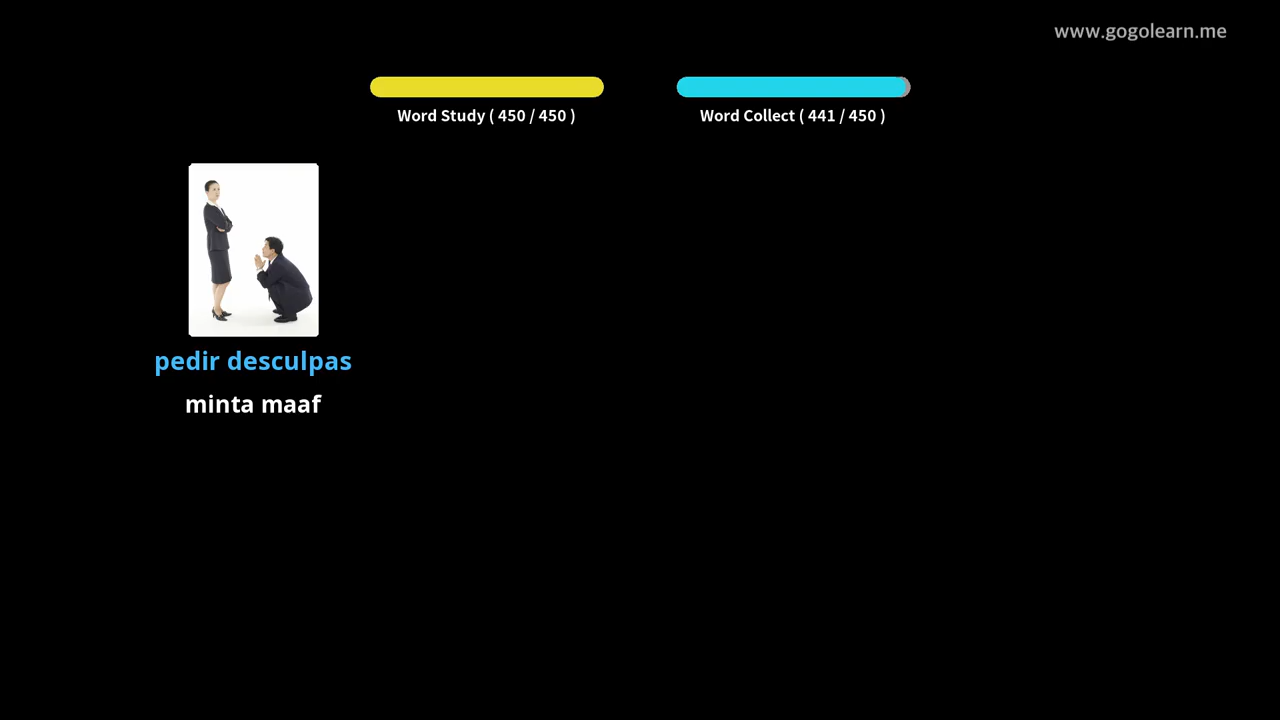 www.gogolearn.me
Word Study ( 450 / 450 )
Word Collect ( 441 / 450 )
pedir desculpas
minta maaf